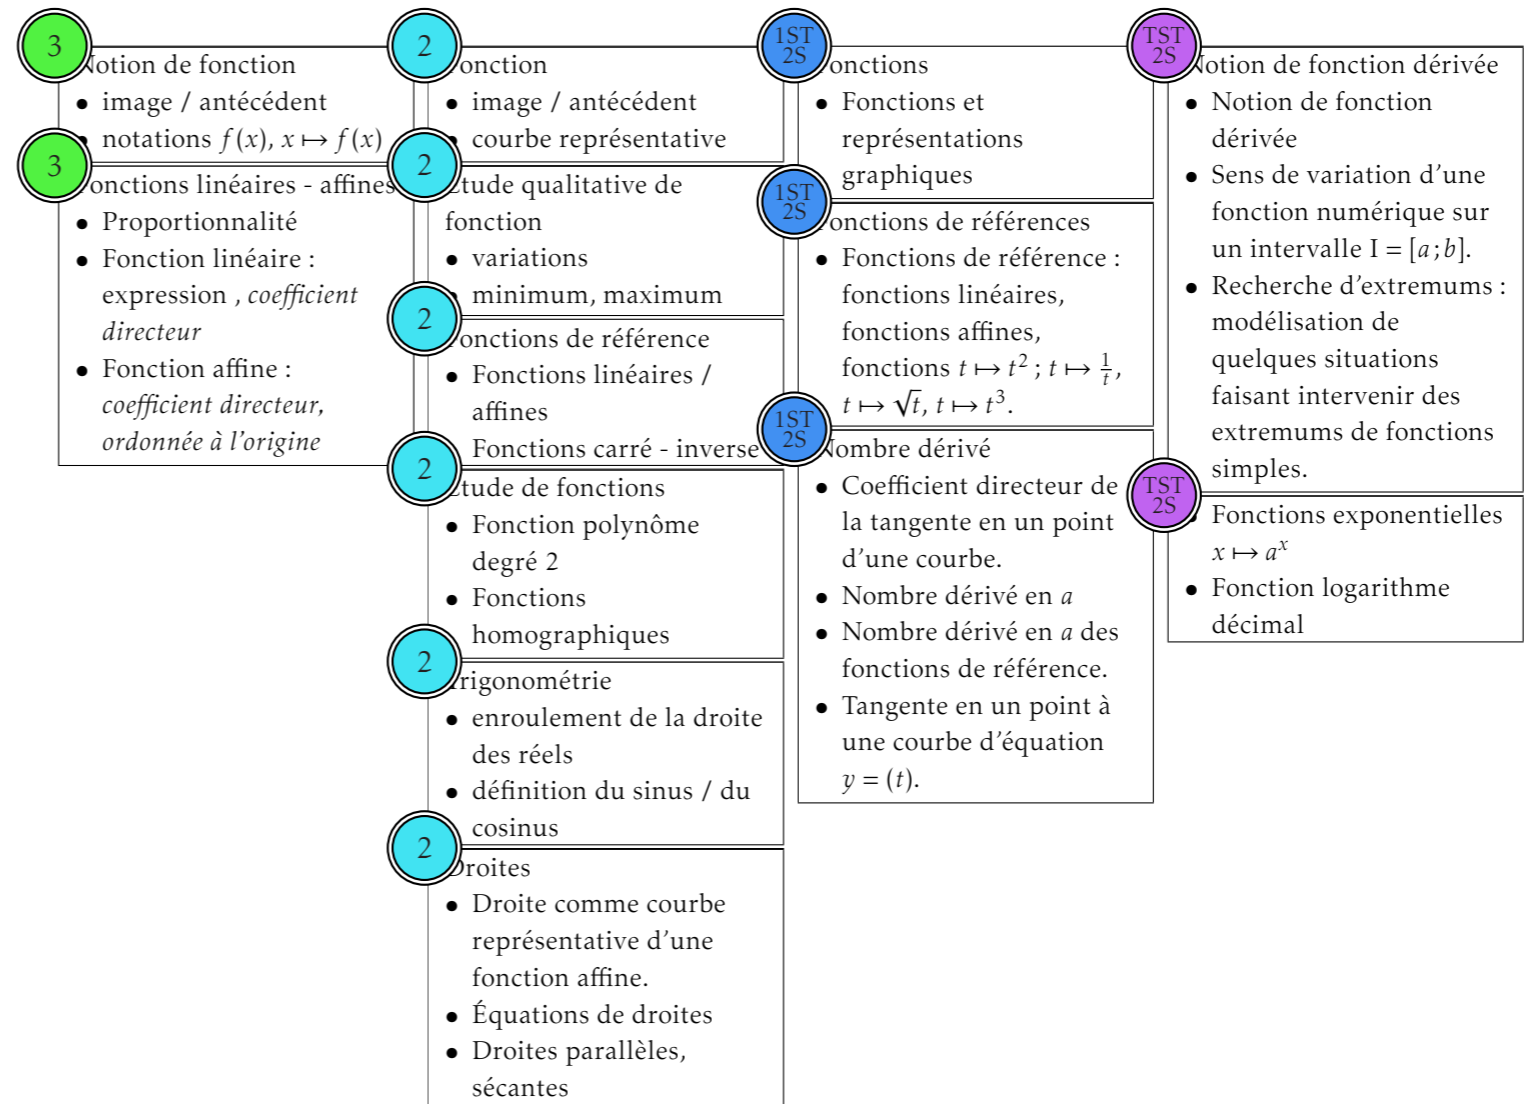 3
Notion de fonction
• image / antécédent
• notations f(x), x ↦ f(x)
3
Fonctions linéaires - affines
• Proportionnalité
• Fonction linéaire :
expression , coefficient
directeur
• Fonction affine :
coefficient directeur,
ordonnée à l'origine
2
Fonction
• image / antécédent
• courbe représentative
2
Étude qualitative de
fonction
• variations
• minimum, maximum
2
Fonctions de référence
• Fonctions linéaires /
affines
Fonctions carré - inverse
2
Étude de fonctions
• Fonction polynôme
degré 2
• Fonctions
homographiques
2
Trigonométrie
• enroulement de la droite
des réels
• définition du sinus / du
cosinus
2
Droites
• Droite comme courbe
représentative d'une
fonction affine.
• Équations de droites
• Droites parallèles,
sécantes
1ST
2S
Fonctions
• Fonctions et
représentations
graphiques
1ST
2S
Fonctions de références
• Fonctions de référence :
fonctions linéaires,
fonctions affines,
fonctions t ↦ t² ; t ↦ 1/t,
t ↦ √t, t ↦ t³.
1ST
2S
Nombre dérivé
• Coefficient directeur de
la tangente en un point
d'une courbe.
• Nombre dérivé en a
• Nombre dérivé en a des
fonctions de référence.
• Tangente en un point à
une courbe d'équation
y = (t).
TST
2S
Notion de fonction dérivée
• Notion de fonction
dérivée
• Sens de variation d'une
fonction numérique sur
un intervalle I = [a ; b].
• Recherche d'extremums :
modélisation de
quelques situations
faisant intervenir des
extremums de fonctions
simples.
TST
2S
• Fonctions exponentielles
x ↦ aˣ
• Fonction logarithme
décimal